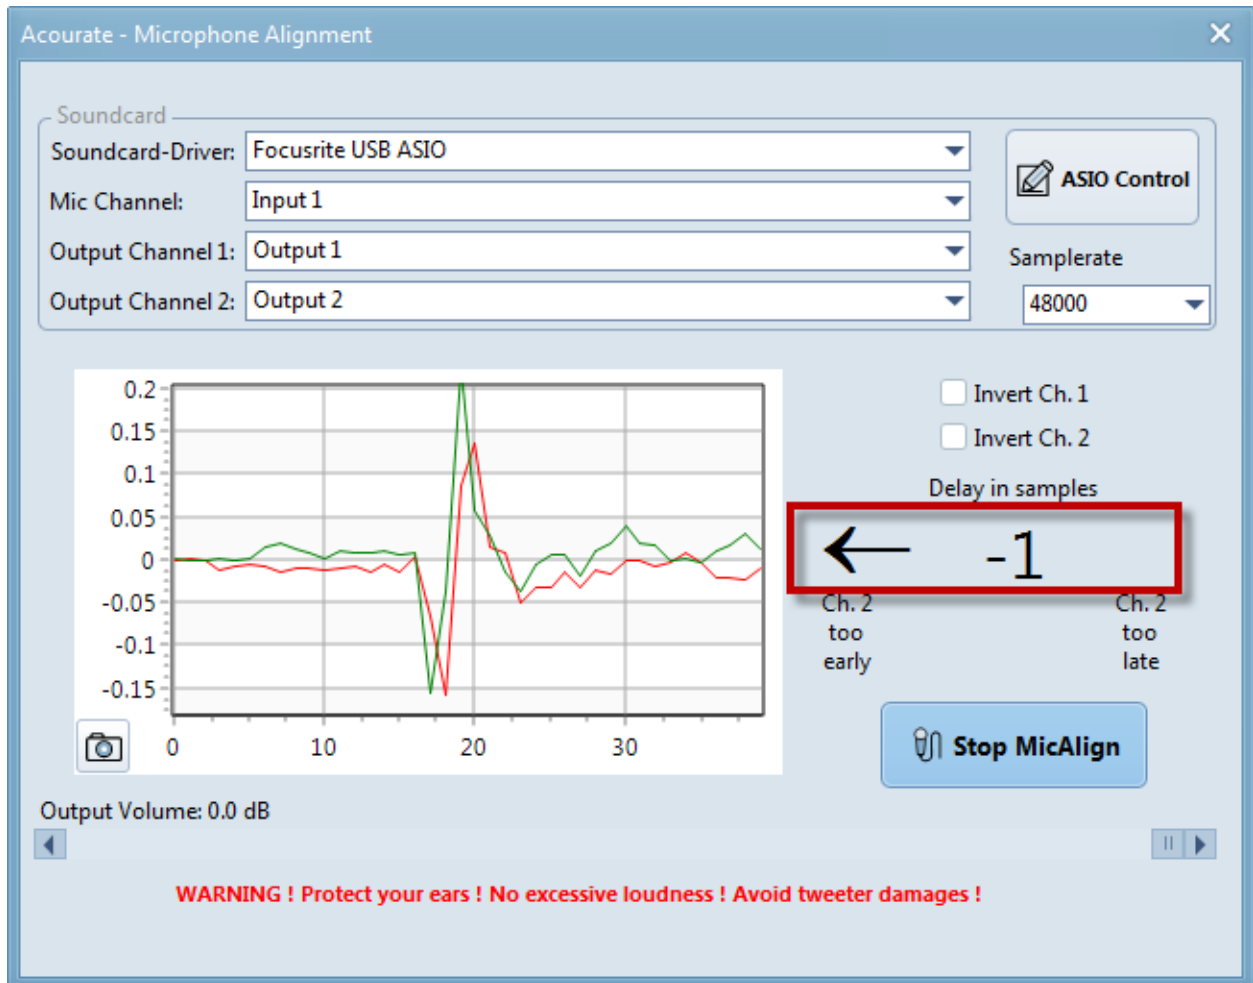 Acourate - Microphone Alignment
Soundcard
Soundcard-Driver: Focusrite USB ASIO
ASIO Control
Mic Channel: Input 1
Output Channel 1: Output 1
Samplerate
Output Channel 2: Output 2
48000
0.2
0.15
0.1
0.05
0
-0.05
-0.1
-0.15
0 10 20 30
Invert Ch. 1
Invert Ch. 2
Delay in samples
← -1
Ch. 2
too
early
Ch. 2
too
late
Stop MicAlign
Output Volume: 0.0 dB
WARNING ! Protect your ears ! No excessive loudness ! Avoid tweeter damages !